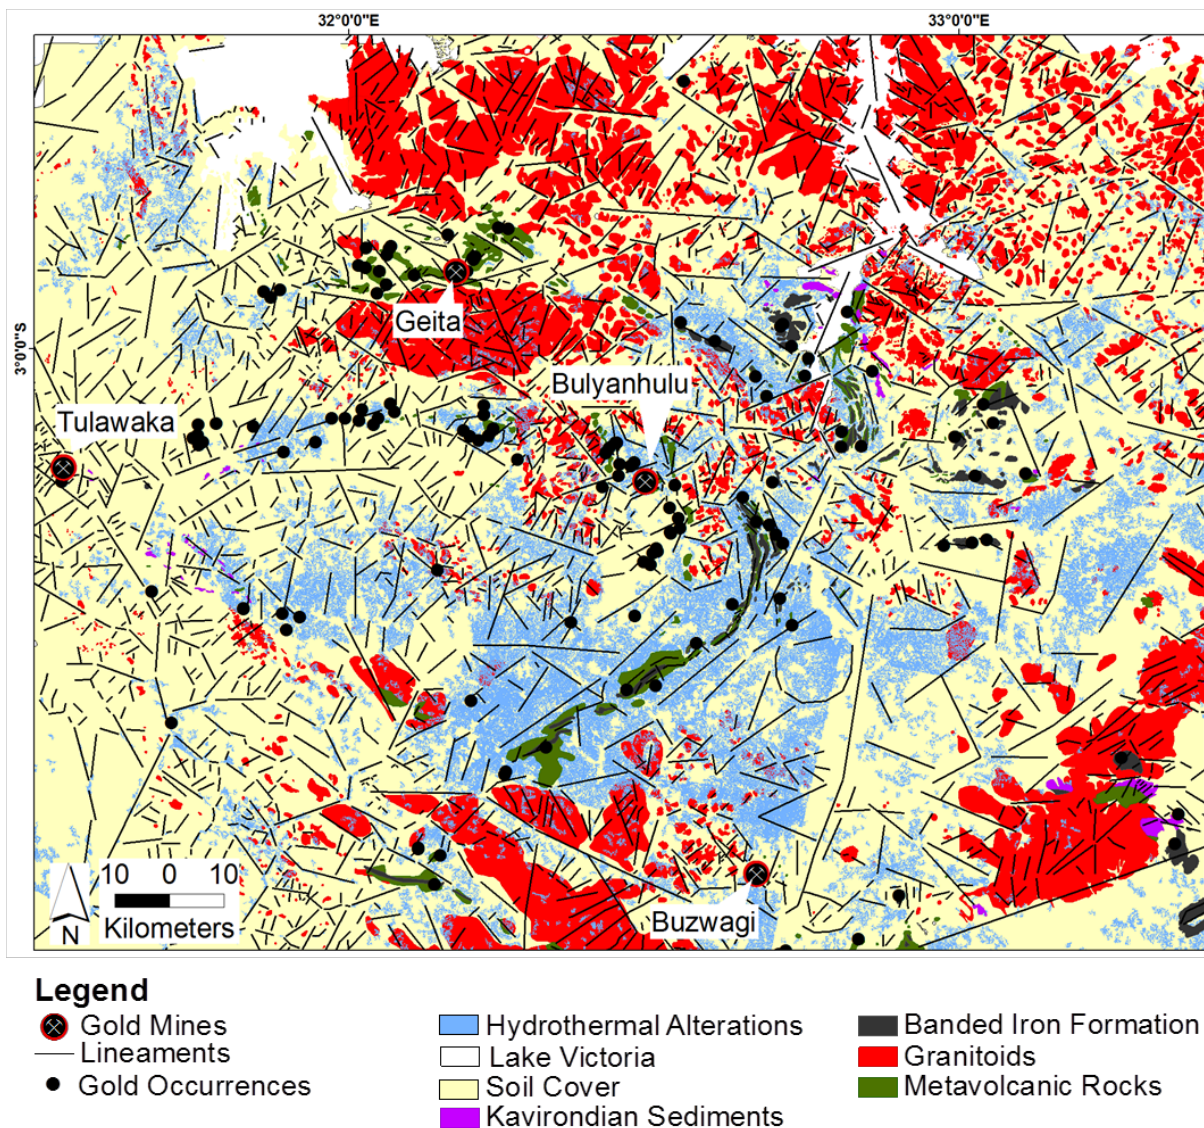 32°0'0"E
33°0'0"E
3°0'0"S
Geita
Bulyanhulu
Tulawaka
Buzwagi
10 0 10
Kilometers
N
Legend
Gold Mines
Lineaments
Gold Occurrences
Hydrothermal Alterations
Lake Victoria
Soil Cover
Kavirondian Sediments
Banded Iron Formation
Granitoids
Metavolcanic Rocks